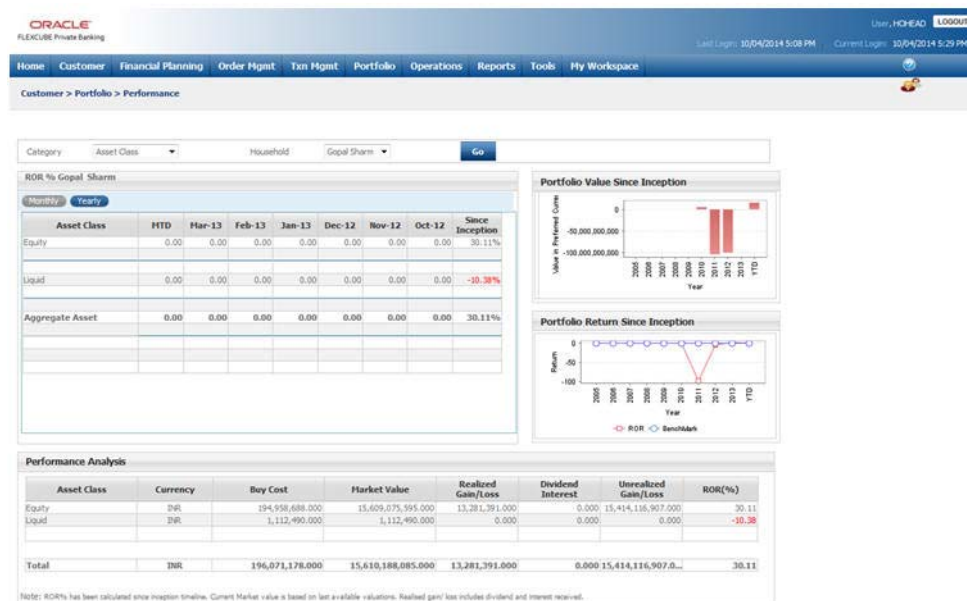 ORACLE
FLEXCUBE Private Banking
User, HOHEAD LOGOUT
Last Login: 10/04/2014 5:08 PM Current Login: 10/04/2014 5:29 PM
Home Customer Financial Planning Order Mgmt Txn Mgmt Portfolio Operations Reports Tools My Workspace
Customer > Portfolio > Performance
Category Asset Class Household Gopal Sharm Go
ROR % Gopal Sharm
Monthly Yearly
Asset Class MTD Mar-13 Feb-13 Jan-13 Dec-12 Nov-12 Oct-12 Since Inception
Equity 0.00 0.00 0.00 0.00 0.00 0.00 0.00 30.11%
Liquid 0.00 0.00 0.00 0.00 0.00 0.00 0.00 -10.38%
Aggregate Asset 0.00 0.00 0.00 0.00 0.00 0.00 0.00 30.11%
Portfolio Value Since Inception
Value in Preferred Curre
0
-50,000,000,000
-100,000,000,000
2005 2006 2007 2008 2009 2010 2011 2012 2013 YTD
Year
Portfolio Return Since Inception
Return
0
-50
-100
2005 2006 2007 2008 2009 2010 2011 2012 2013 YTD
Year
ROR BenchMark
Performance Analysis
Asset Class Currency Buy Cost Market Value Realized Gain/Loss Dividend Interest Unrealized Gain/Loss ROR(%)
Equity INR 194,958,688.000 15,609,075,595.000 13,281,391.000 0.000 15,414,116,907.000 30.11
Liquid INR 1,112,490.000 1,112,490.000 0.000 0.000 0.000 -10.38
Total INR 196,071,178.000 15,610,188,085.000 13,281,391.000 0.000 15,414,116,907.0... 30.11
Note: ROR% has been calculated since inception timeline. Current Market value is based on last available valuations. Realised gain/ loss includes dividend and interest received.